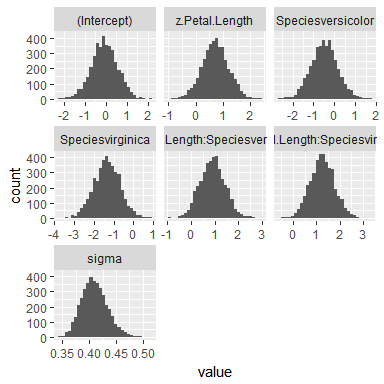 (Intercept) z.Petal.Length Speciesversicolor
400
300
200
100
0
-2 -1 0 1 2 -1 0 1 2 -2 -1 0 1 2
Speciesvirginica Length:Speciesver l.Length:Speciesvir
400
300
200
100
0
-4 -3 -2 -1 0 1 -1 0 1 2 3 0 1 2 3
sigma
400
300
200
100
0
0.35 0.40 0.45 0.50
count
value